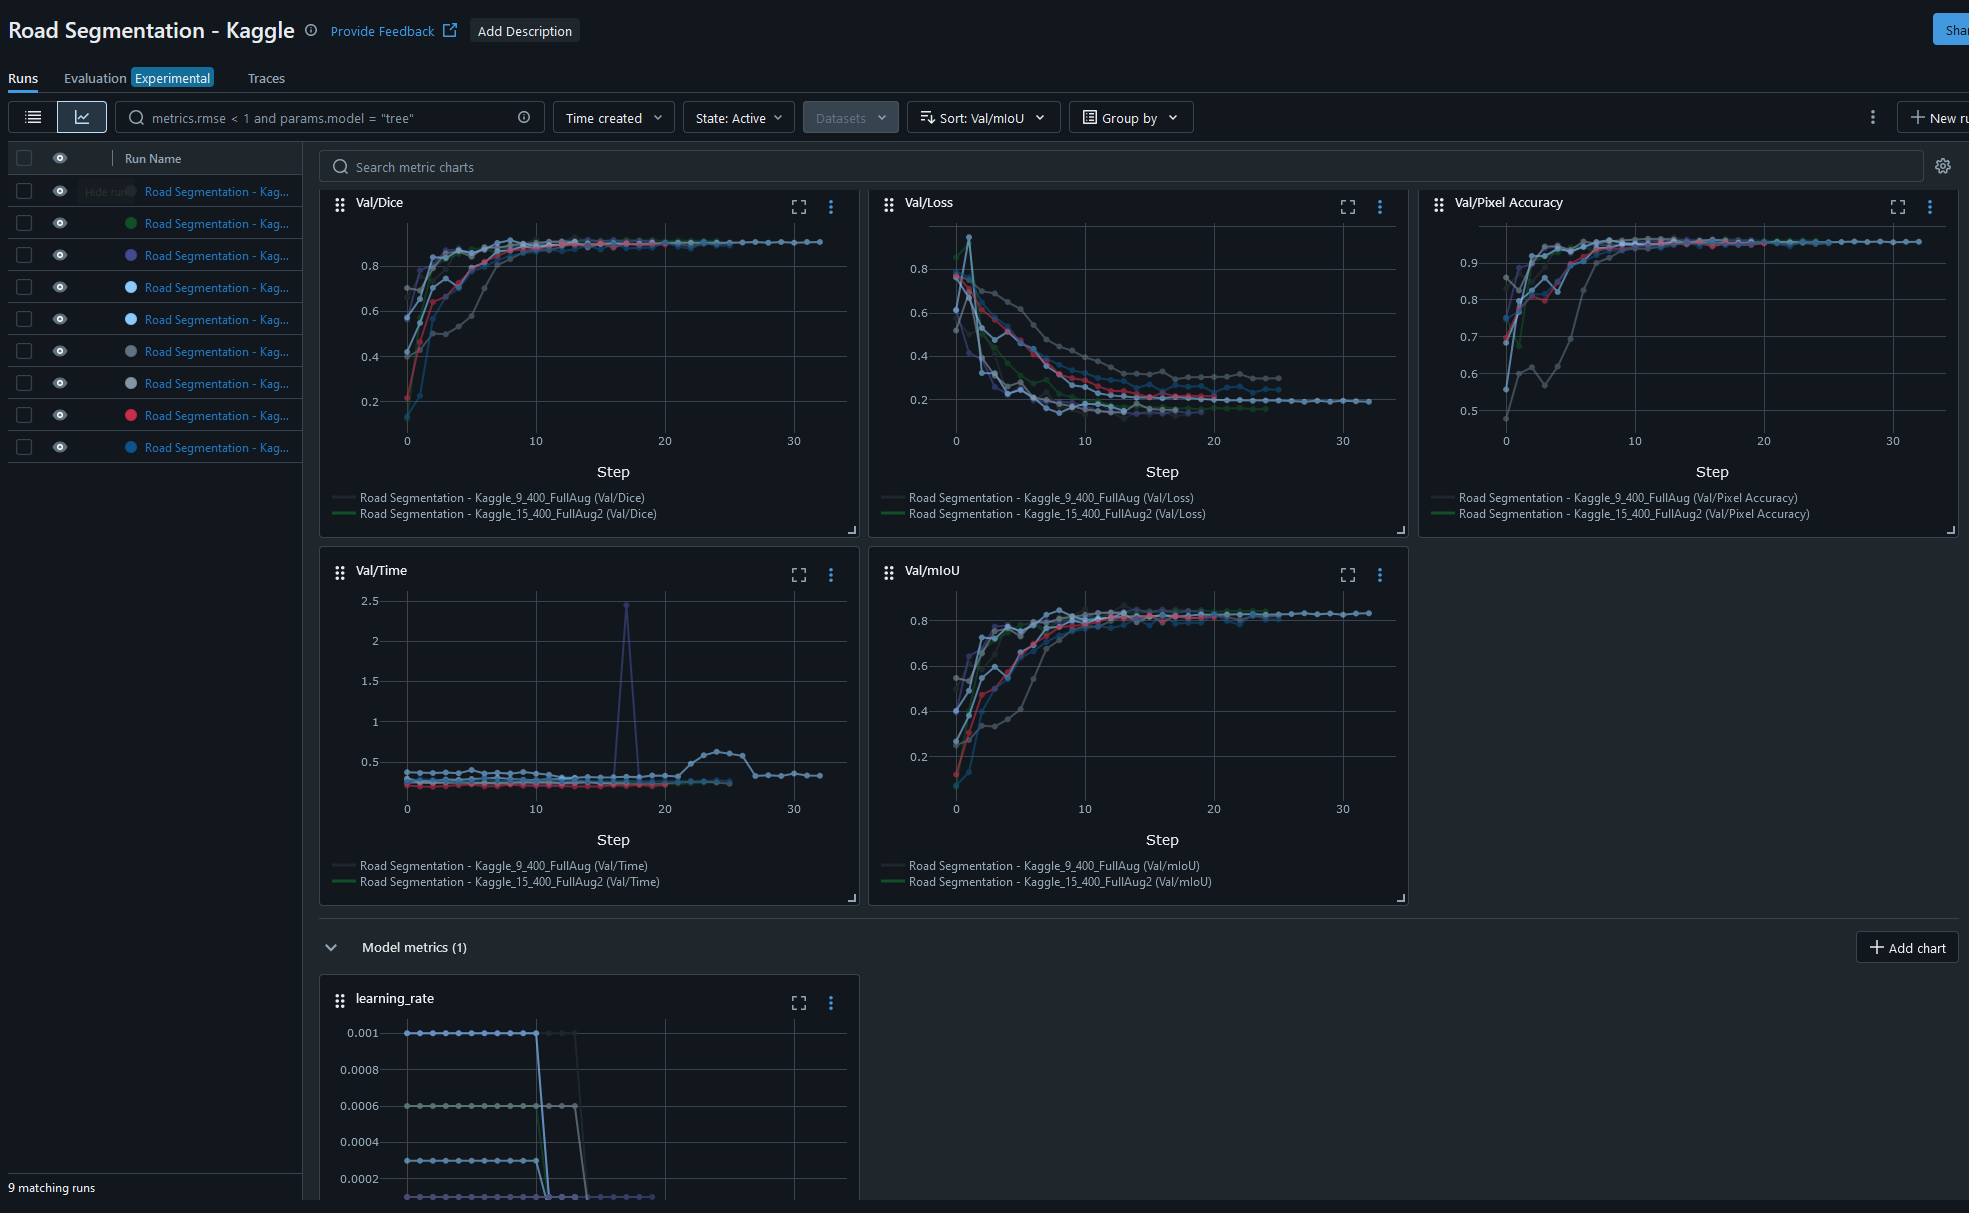 Road Segmentation - Kaggle
Provide Feedback
Add Description
Shar
Runs
Evaluation
Experimental
Traces
metrics.rmse < 1 and params.model = "tree"
Time created
State: Active
Datasets
Sort: Val/mIoU
Group by
New ru
Run Name
Hide run
Road Segmentation - Kag...
Road Segmentation - Kag...
Road Segmentation - Kag...
Road Segmentation - Kag...
Road Segmentation - Kag...
Road Segmentation - Kag...
Road Segmentation - Kag...
Road Segmentation - Kag...
Road Segmentation - Kag...
9 matching runs
Search metric charts
Val/Dice
0.8
0.6
0.4
0.2
0 10 20 30
Step
Road Segmentation - Kaggle_9_400_FullAug (Val/Dice)
Road Segmentation - Kaggle_15_400_FullAug2 (Val/Dice)
Val/Loss
0.8
0.6
0.4
0.2
0 10 20 30
Step
Road Segmentation - Kaggle_9_400_FullAug (Val/Loss)
Road Segmentation - Kaggle_15_400_FullAug2 (Val/Loss)
Val/Pixel Accuracy
0.9
0.8
0.7
0.6
0.5
0 10 20 30
Step
Road Segmentation - Kaggle_9_400_FullAug (Val/Pixel Accuracy)
Road Segmentation - Kaggle_15_400_FullAug2 (Val/Pixel Accuracy)
Val/Time
2.5
2
1.5
1
0.5
0 10 20 30
Step
Road Segmentation - Kaggle_9_400_FullAug (Val/Time)
Road Segmentation - Kaggle_15_400_FullAug2 (Val/Time)
Val/mIoU
0.8
0.6
0.4
0.2
0 10 20 30
Step
Road Segmentation - Kaggle_9_400_FullAug (Val/mIoU)
Road Segmentation - Kaggle_15_400_FullAug2 (Val/mIoU)
Model metrics (1)
Add chart
learning_rate
0.001
0.0008
0.0006
0.0004
0.0002